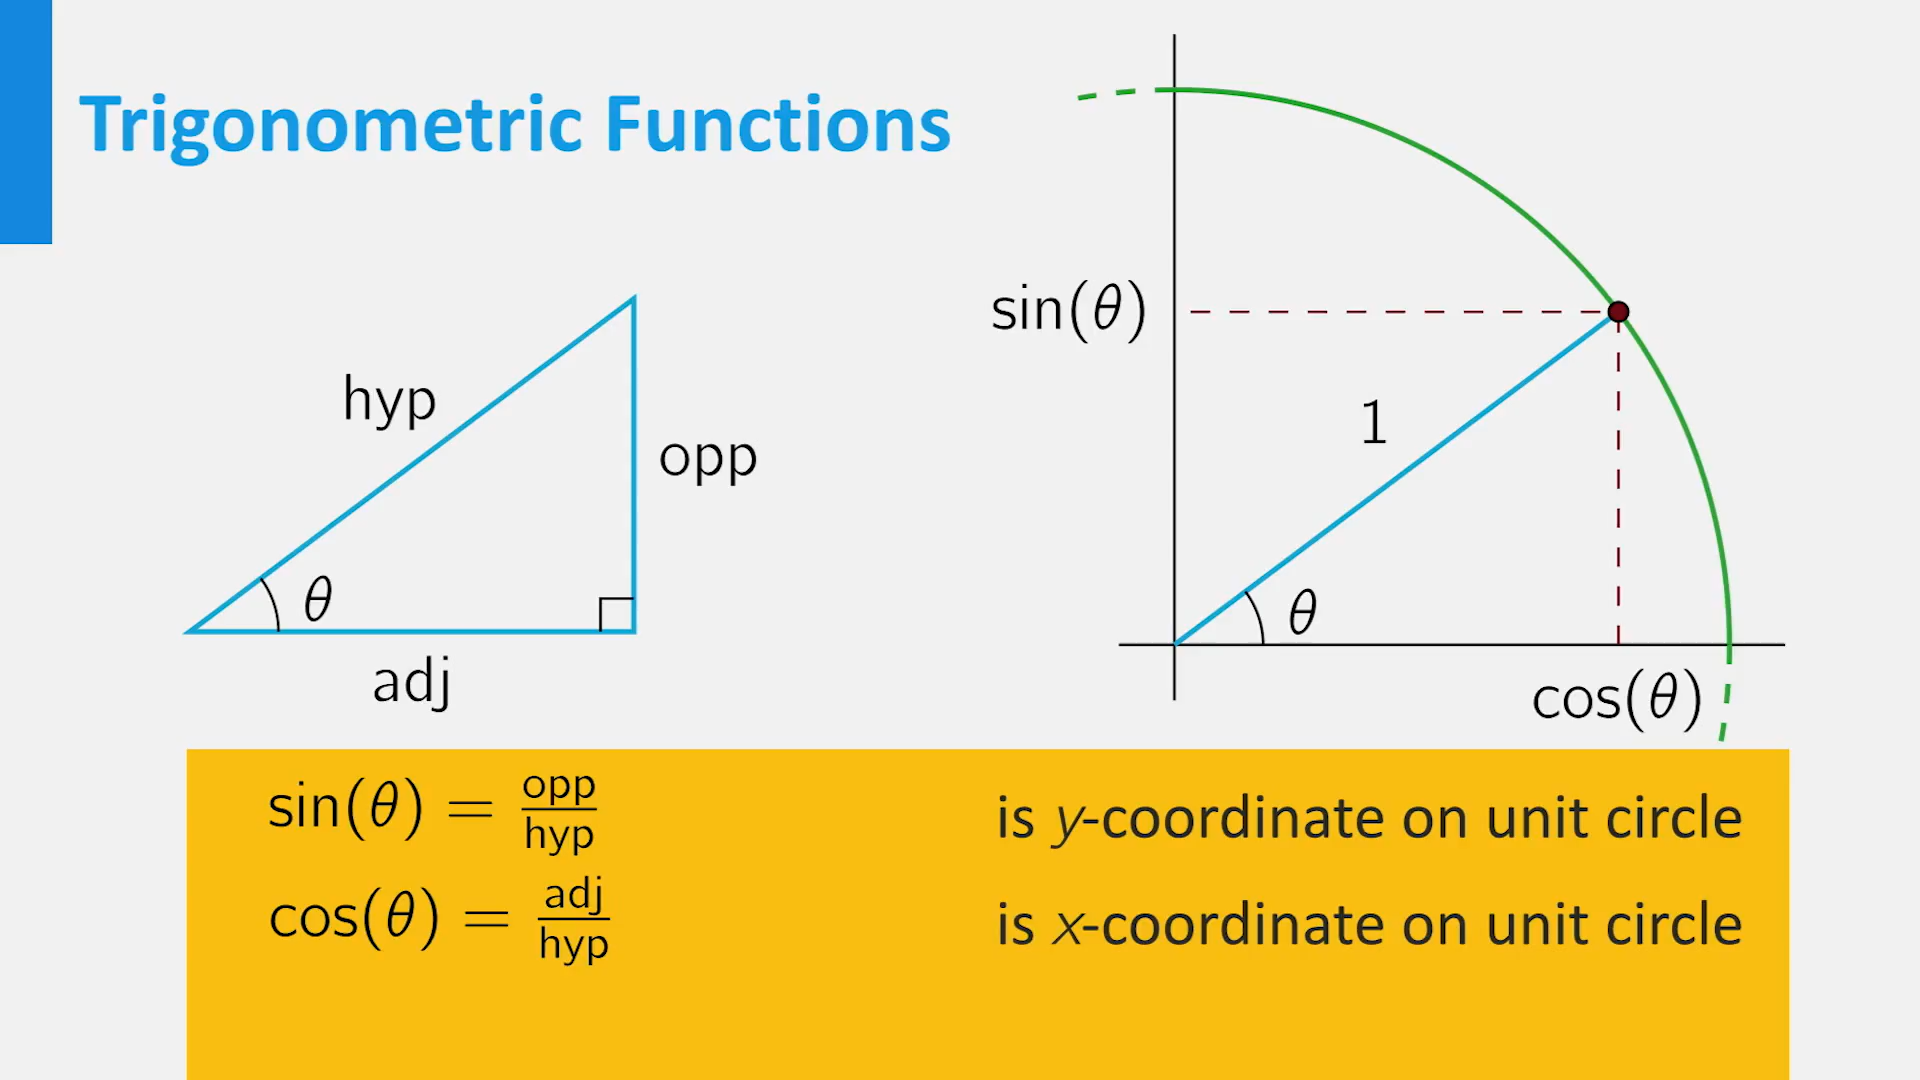 Trigonometric Functions
hyp
opp
θ
adj
sin(θ)
1
θ
cos(θ)
sin(θ) = opp/hyp is y-coordinate on unit circle
cos(θ) = adj/hyp is x-coordinate on unit circle